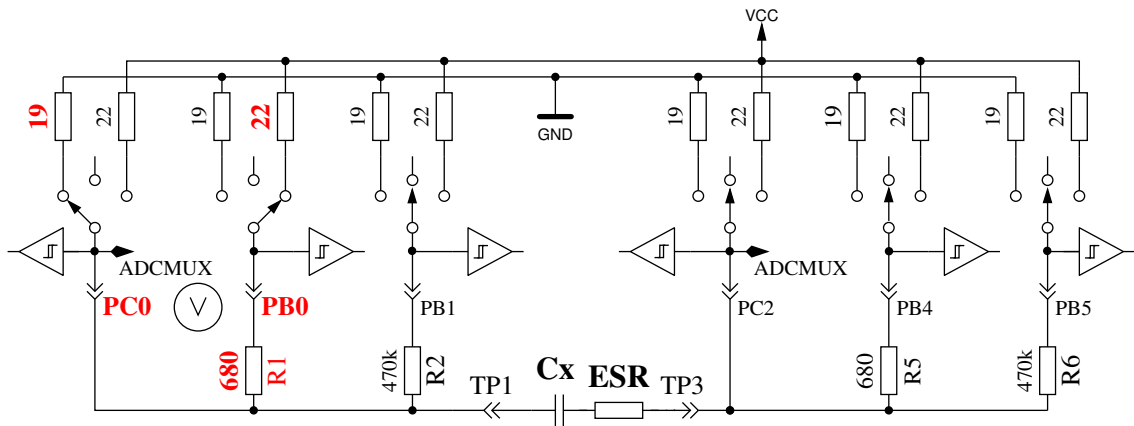 VCC
19
22
19
22
19
22
GND
19
22
19
22
19
22
ADCMUX
ADCMUX
PC0
V
PB0
PB1
PC2
PB4
PB5
680
R1
470k
R2
TP1
Cx
ESR
TP3
680
R5
470k
R6